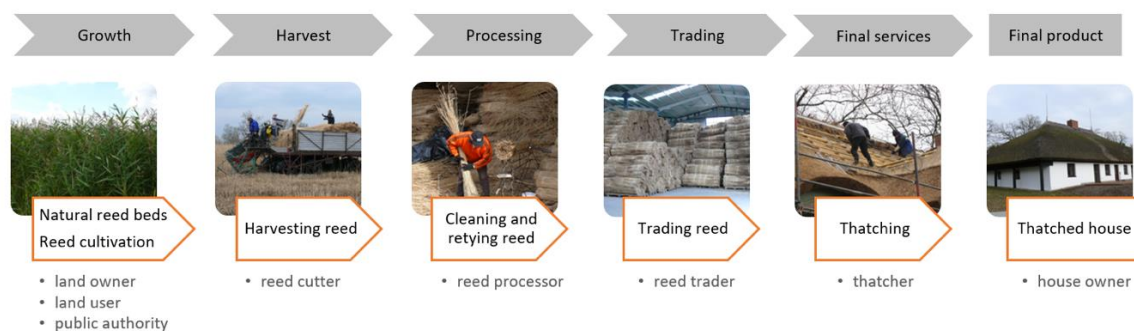 Growth
Harvest
Processing
Trading
Final services
Final product
Natural reed beds
Reed cultivation
Harvesting reed
Cleaning and
retying reed
Trading reed
Thatching
Thatched house
• land owner
• land user
• public authority
• reed cutter
• reed processor
• reed trader
• thatcher
• house owner